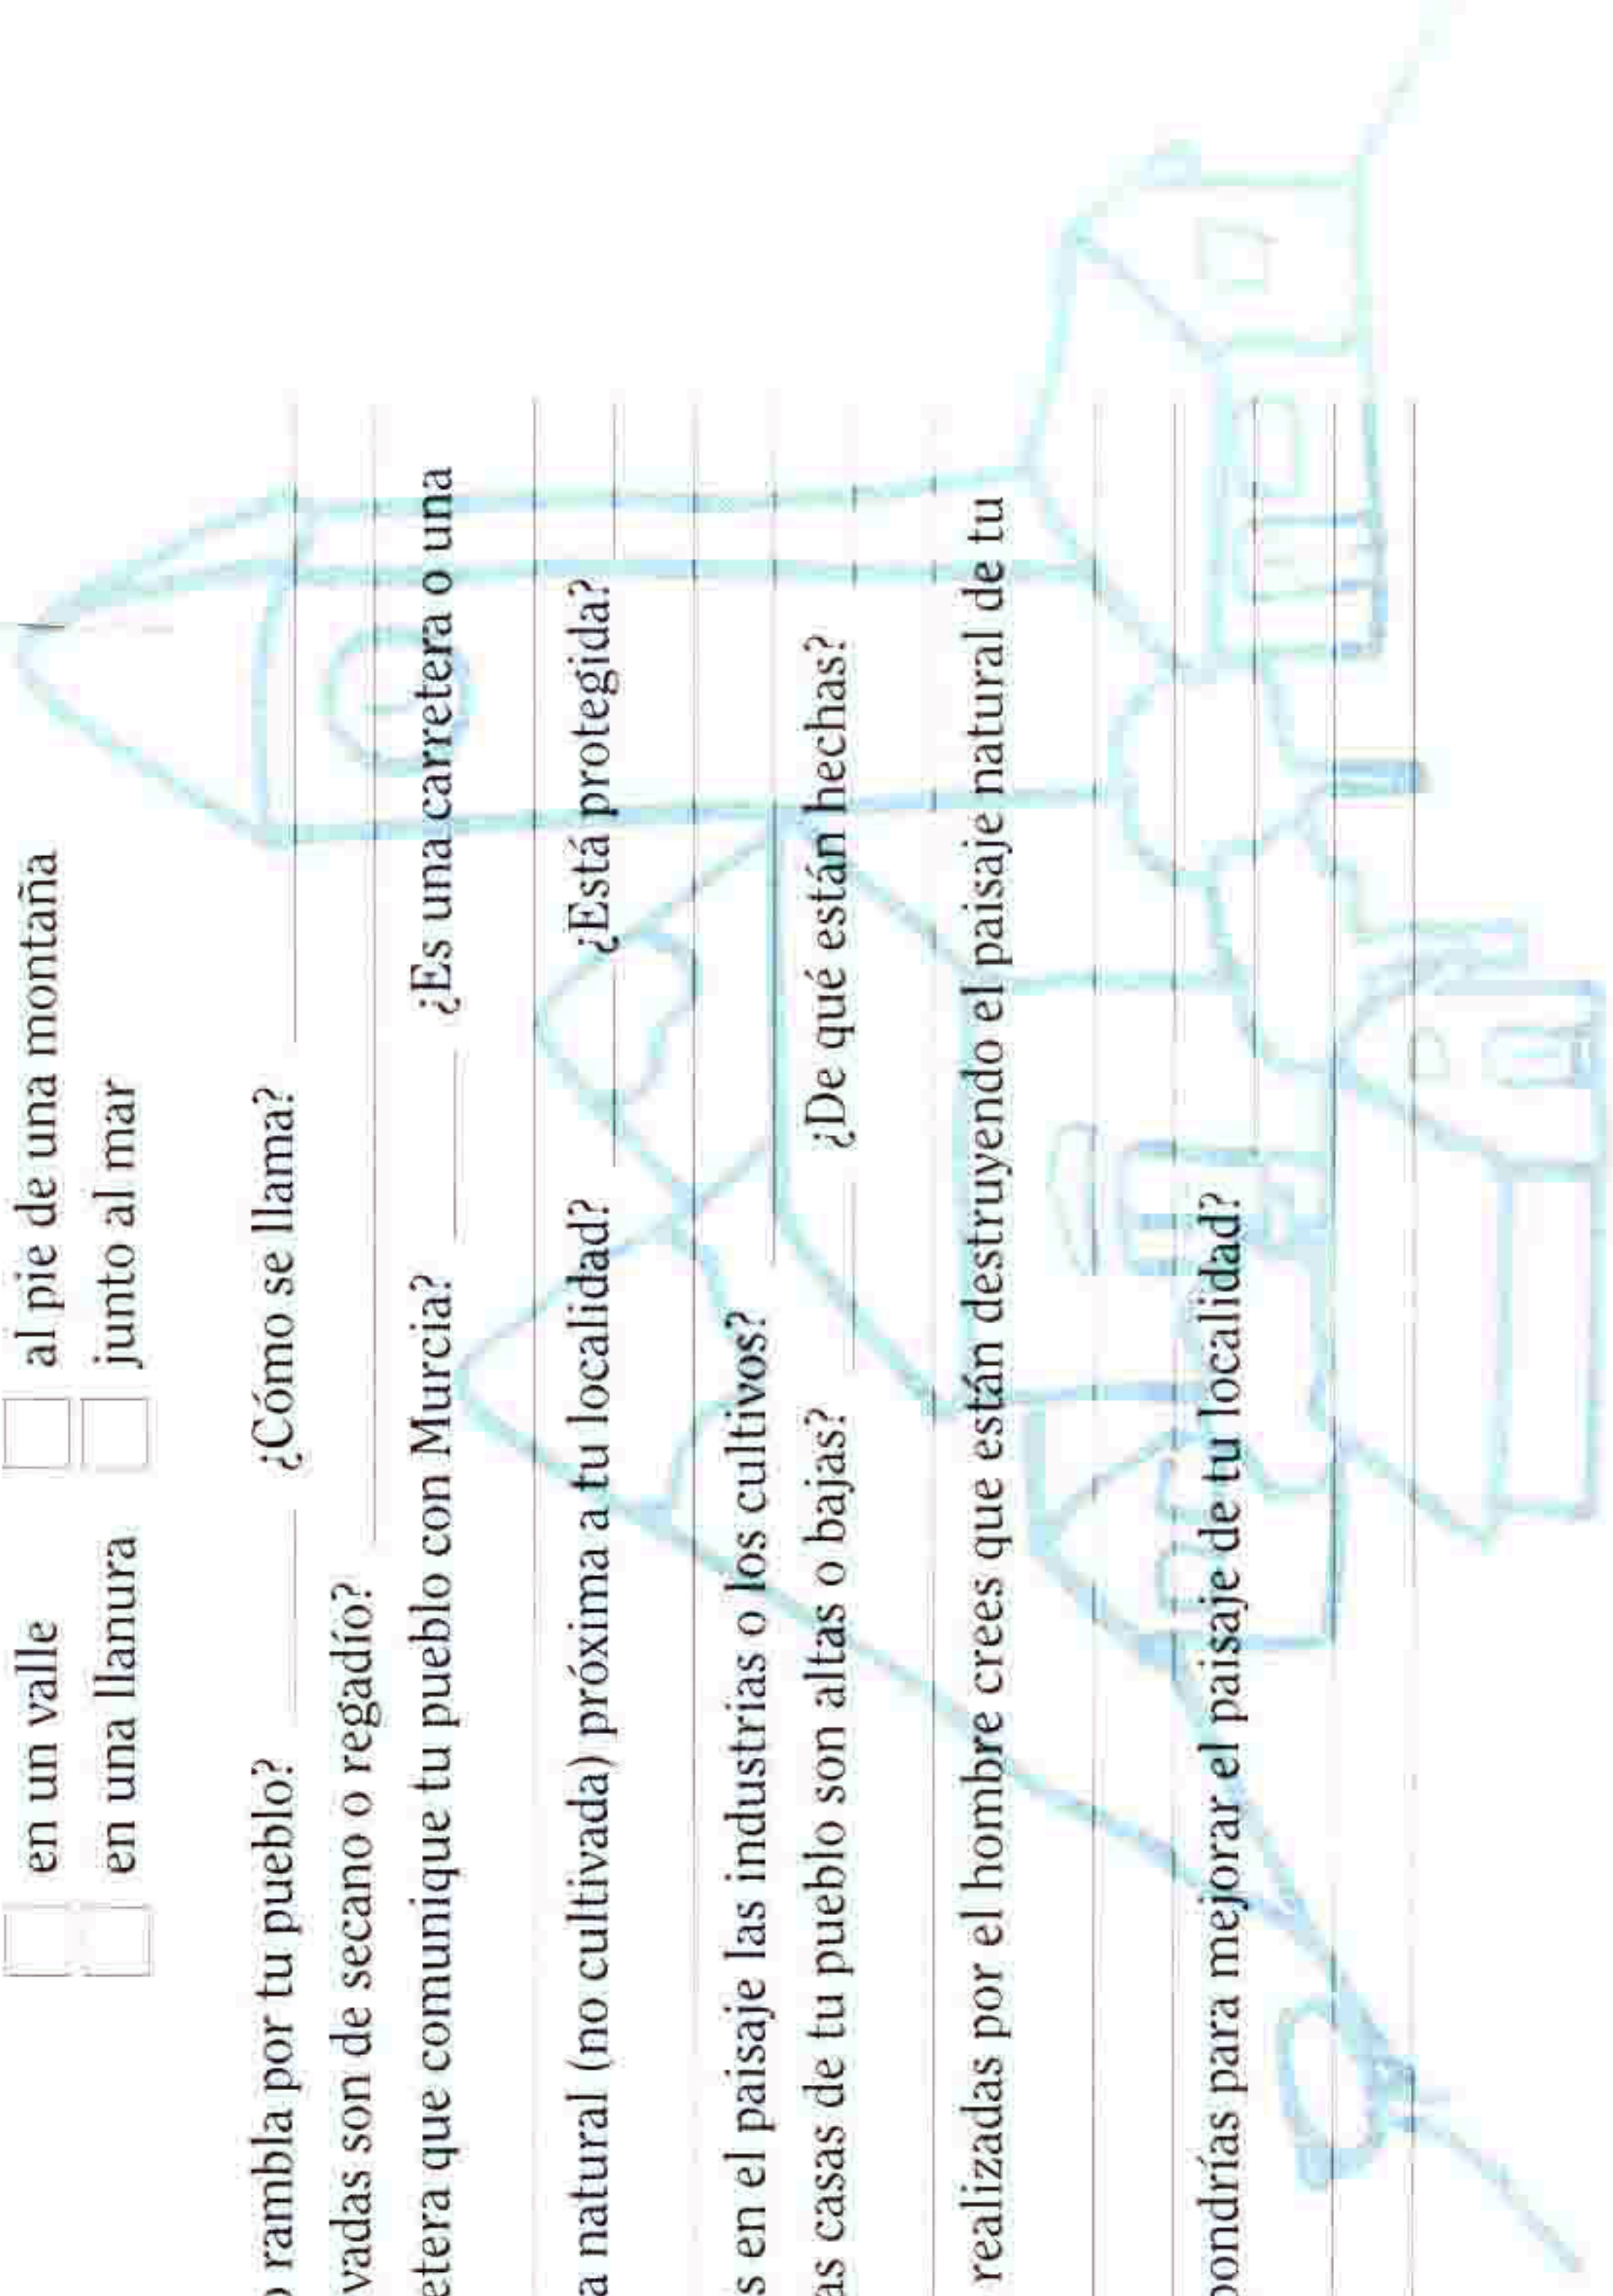 en un valle al pie de una montaña
en una llanura junto al mar
rambla por tu pueblo? ¿Cómo se llama?
vadas son de secano o regadío?
etera que comunique tu pueblo con Murcia? ¿Es una carretera o una
a natural (no cultivada) próxima a tu localidad? ¿Está protegida?
s en el paisaje las industrias o los cultivos?
as casas de tu pueblo son altas o bajas? ¿De qué están hechas?
realizadas por el hombre crees que están destruyendo el paisaje natural de tu
pondrías para mejorar el paisaje de tu localidad?